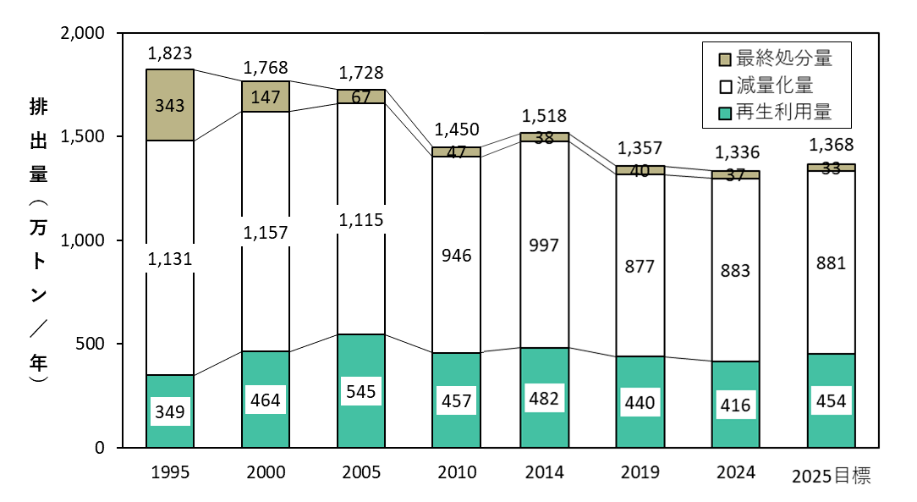 排出量（万トン／年）
2,000
1,500
1,000
500
0
最終処分量
減量化量
再生利用量
1,823 1,768 1,728 1,450 1,518 1,357 1,336 1,368
343 147 67 47 38 40 37 33
1,131 1,157 1,115 946 997 877 883 881
349 464 545 457 482 440 416 454
1995 2000 2005 2010 2014 2019 2024 2025目標